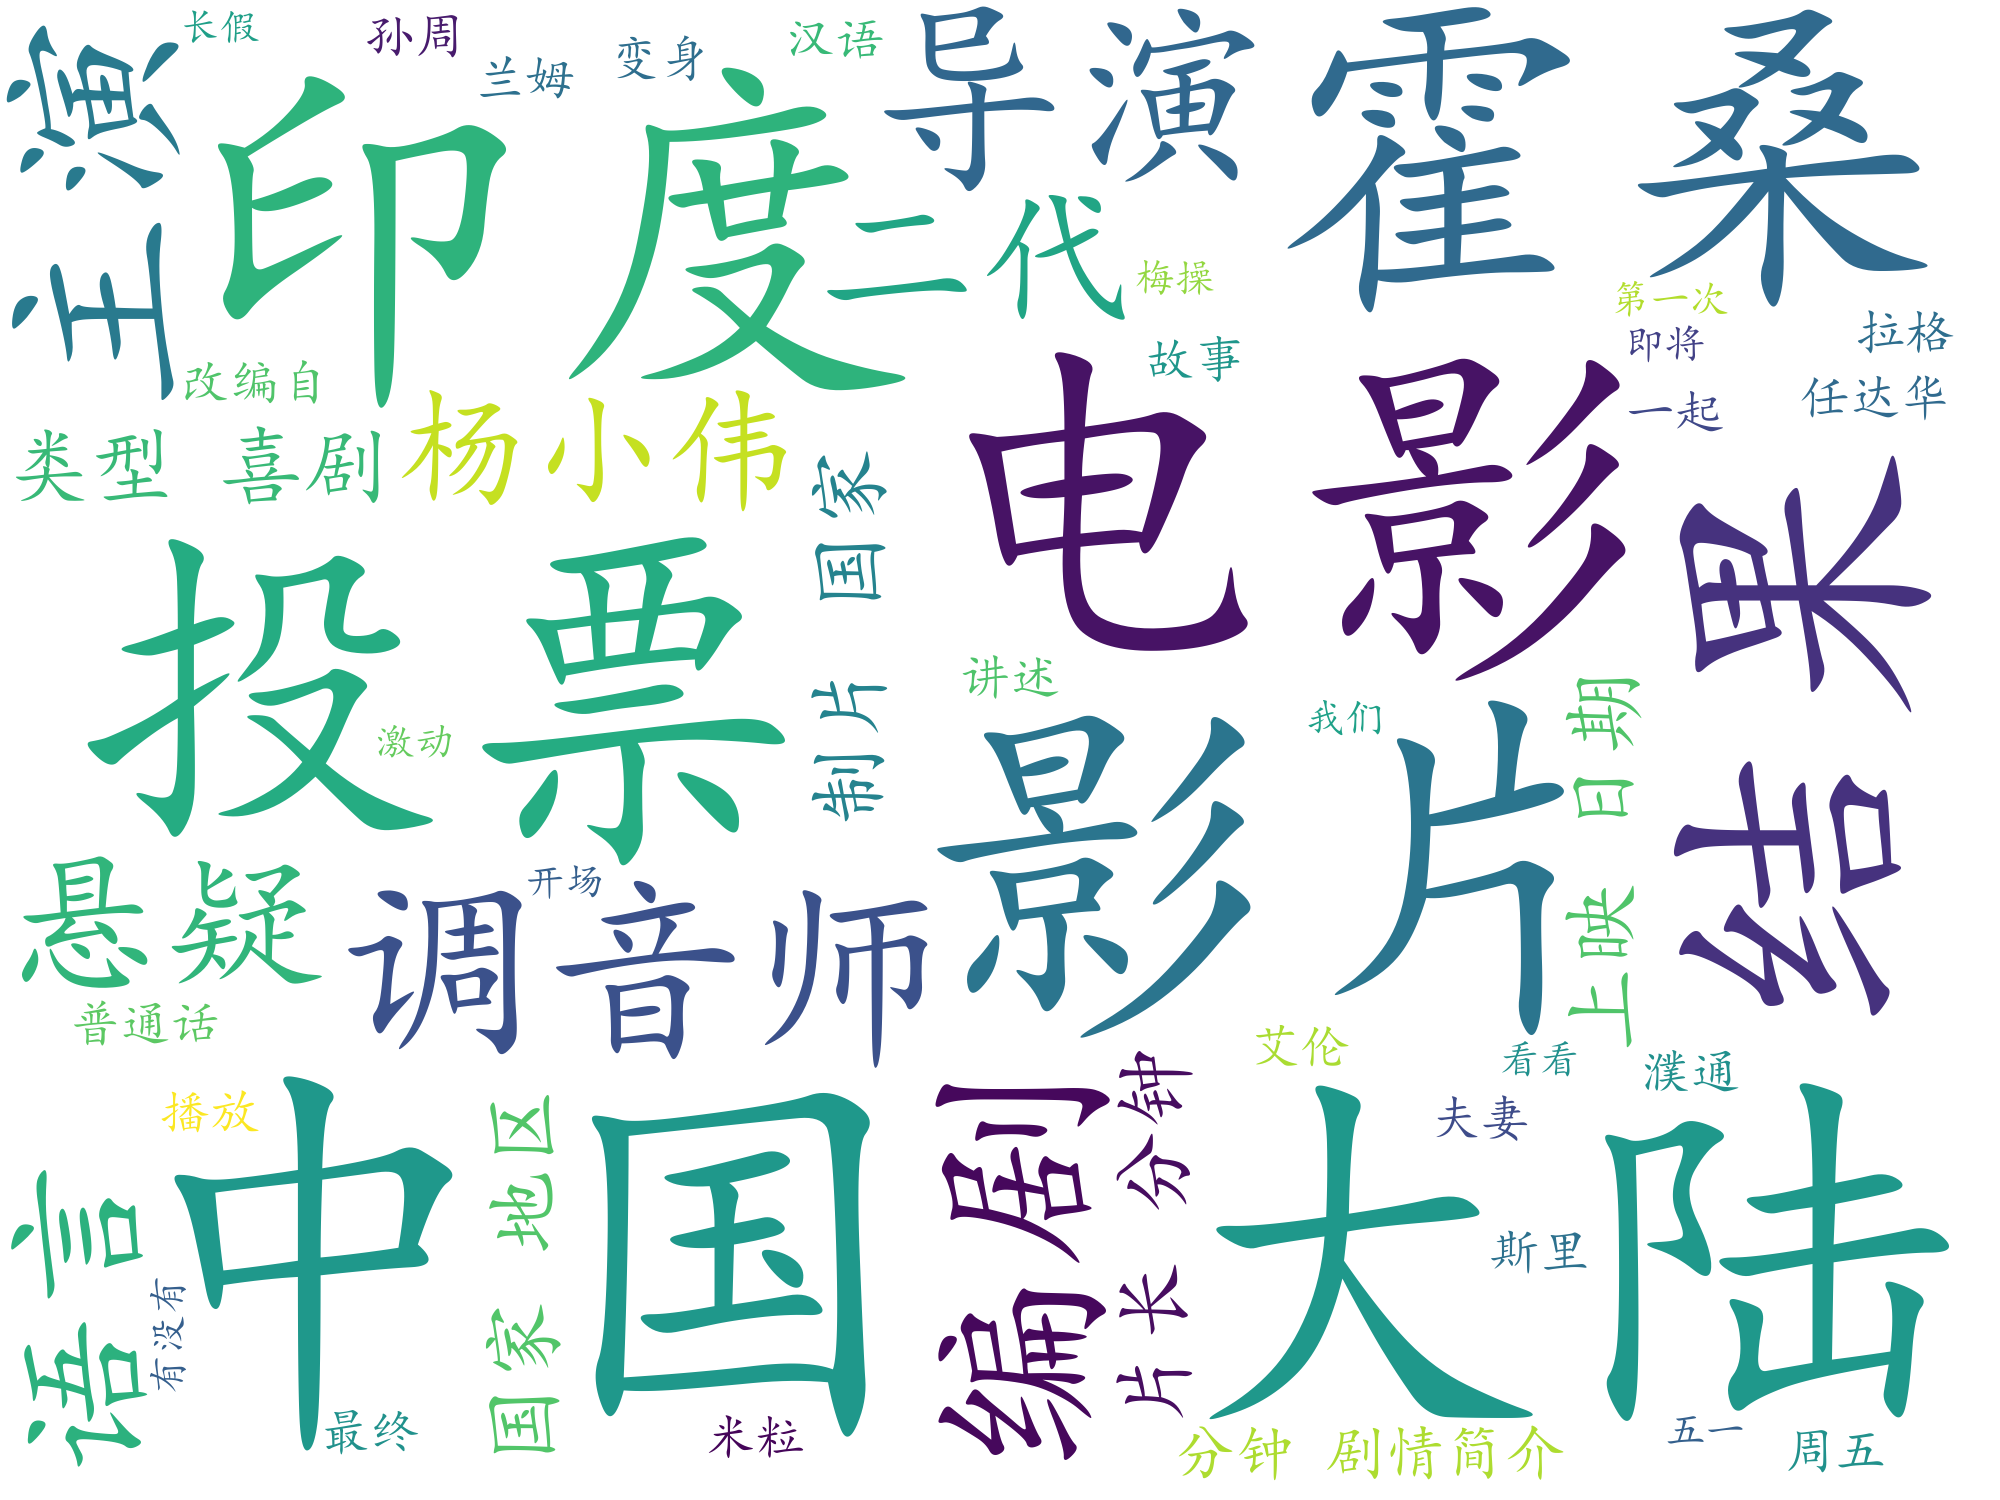 长假
孙周
兰姆
变身
汉语
导演
霍桑
主演
印度
二代
梅操
第一次
即将
拉格
故事
一起
任达华
改编自
类型 喜剧
杨小伟
电影
结果
制片 国家
投票
激动
讲述
影片
我们
上映 日期
悬疑
调音师
开场
普通话
艾伦
看看
濮通
播放
中国
大陆
国家 地区
编剧
片长 分钟
夫妻
斯里
语言
有没有
最终
米粒
分钟 剧情简介
五一
周五